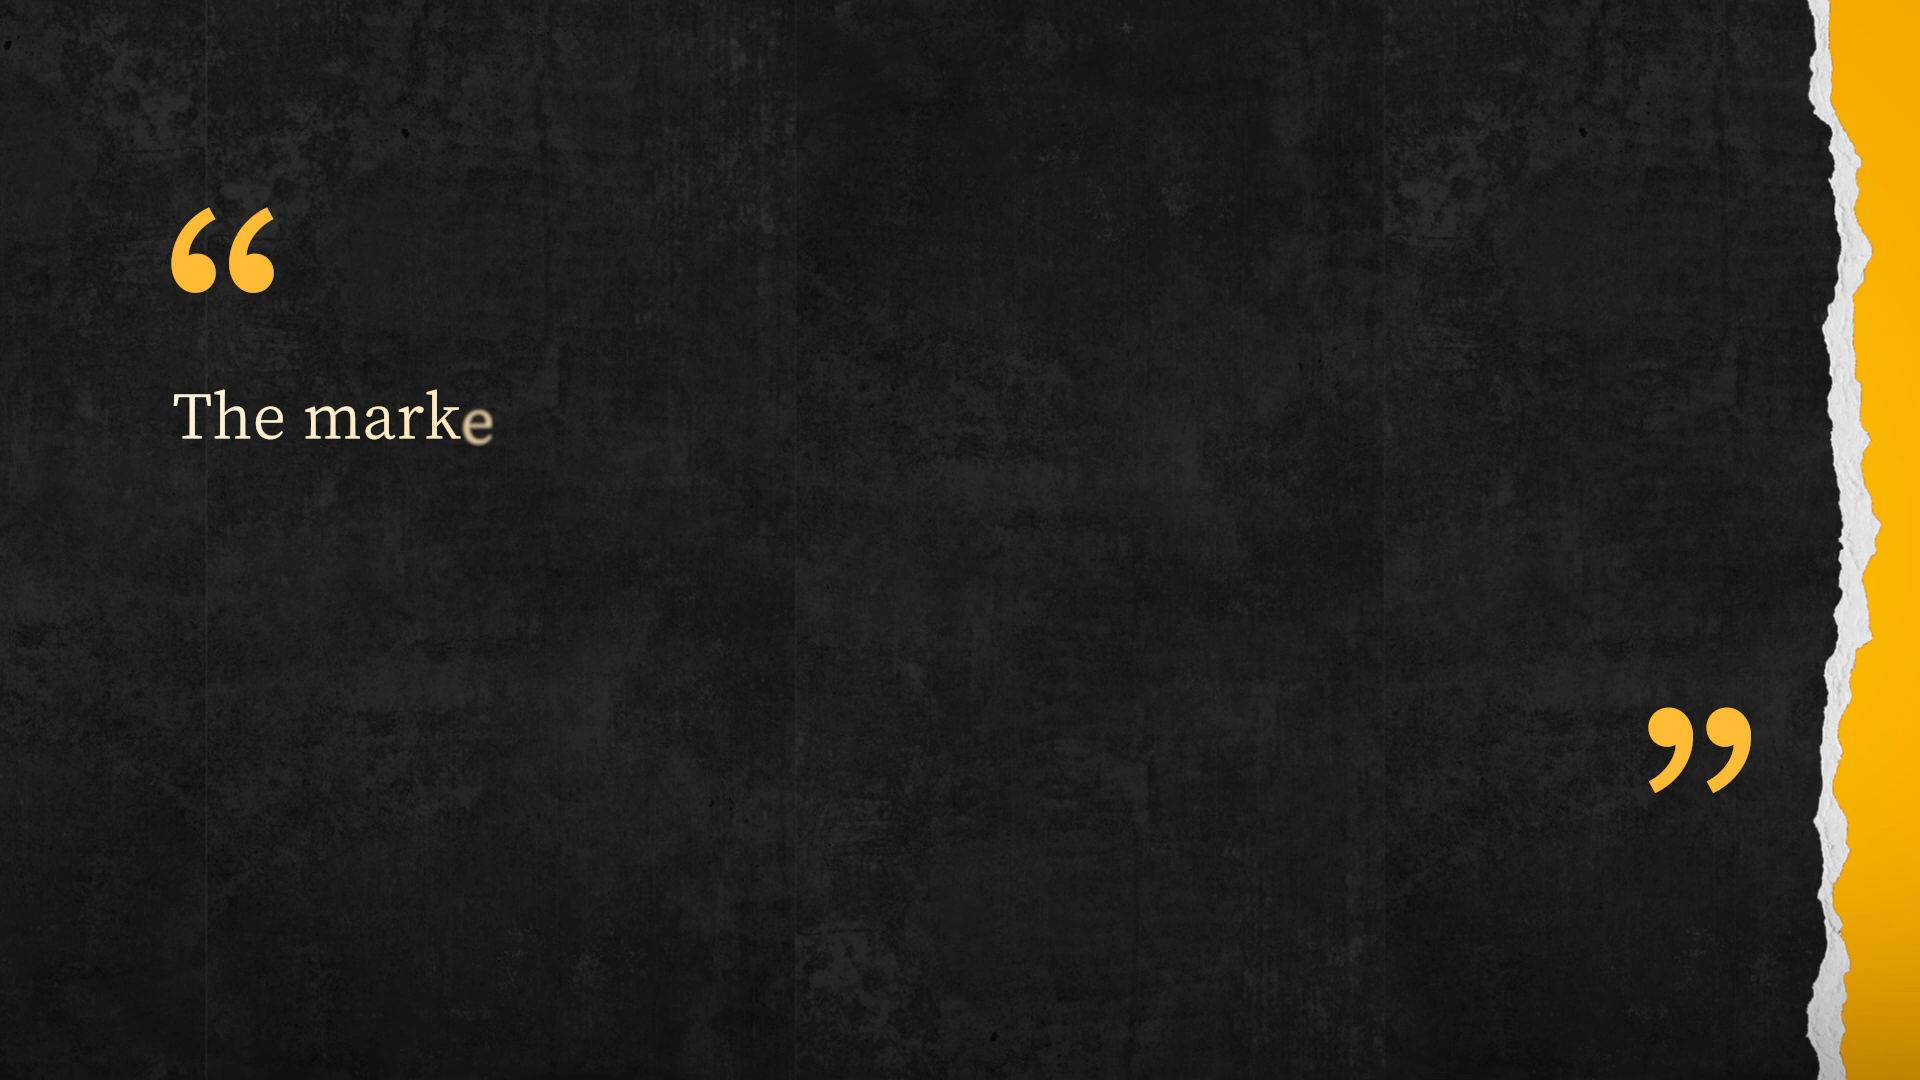 “
The marke
”